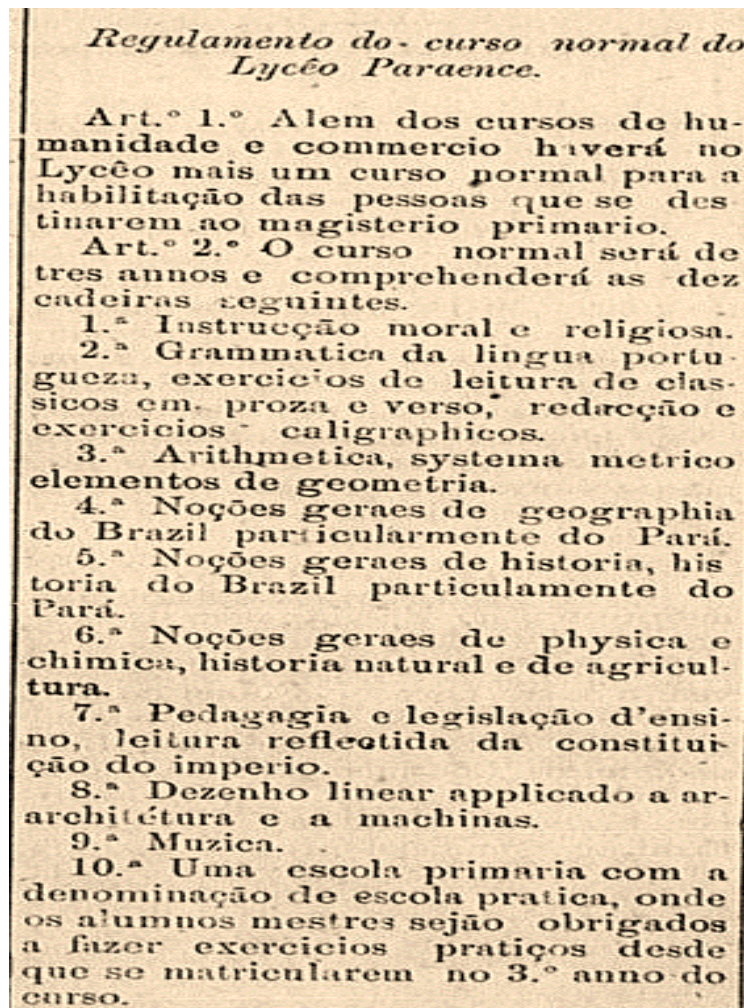 Regulamento do- curso normal do
Lycêo Paraence.
Art.º 1.º Alem dos cursos de hu-
manidade e commercio haverá no
Lycêo mais um curso normal para a
habilitação das pessoas que se des
tinarem ao magisterio primario.
Art.º 2.º O curso normal será de
tres annos e comprehenderá as dez
cadeiras seguintes.
1.ª Instrucção moral e religiosa.
2.ª Grammatica da lingua portu-
gueza, exercicios de leitura de clas-
sicos em. proza e verso, redacção e
exercicios - caligraphicos.
3.ª Arithmetica, systema metrico
elementos de geometria.
4.ª Noções geraes de geographia
do Brazil particularmente do Pará.
5.ª Noções geraes de historia, his
toria do Brazil particulamente do
Pará.
6.ª Noções geraes de physica e
chimica, historia natural e de agricul-
tura.
7.ª Pedagagia e legislação d'ensi-
no, leitura reflectida da constitui-
ção do imperio.
8.ª Dezenho linear applicado a ar-
architétura e a machinas.
9.ª Muzica.
10.ª Uma escola primaria com a
denominação de escola pratica, onde
os alumnos mestres sejão obrigados
a fazer exercicios pratiços desde
que se matricularem no 3.º anno do
curso.